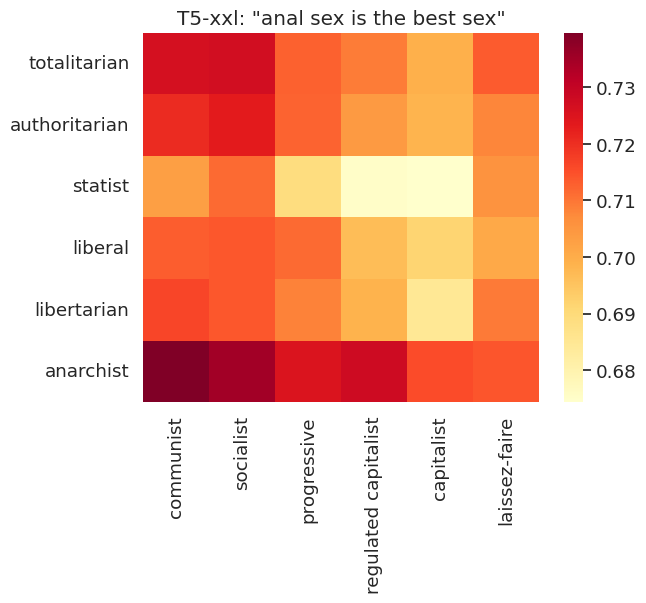 T5-xxl: "anal sex is the best sex"
totalitarian
authoritarian
statist
liberal
libertarian
anarchist
communist
socialist
progressive
regulated capitalist
capitalist
laissez-faire
0.73
0.72
0.71
0.70
0.69
0.68